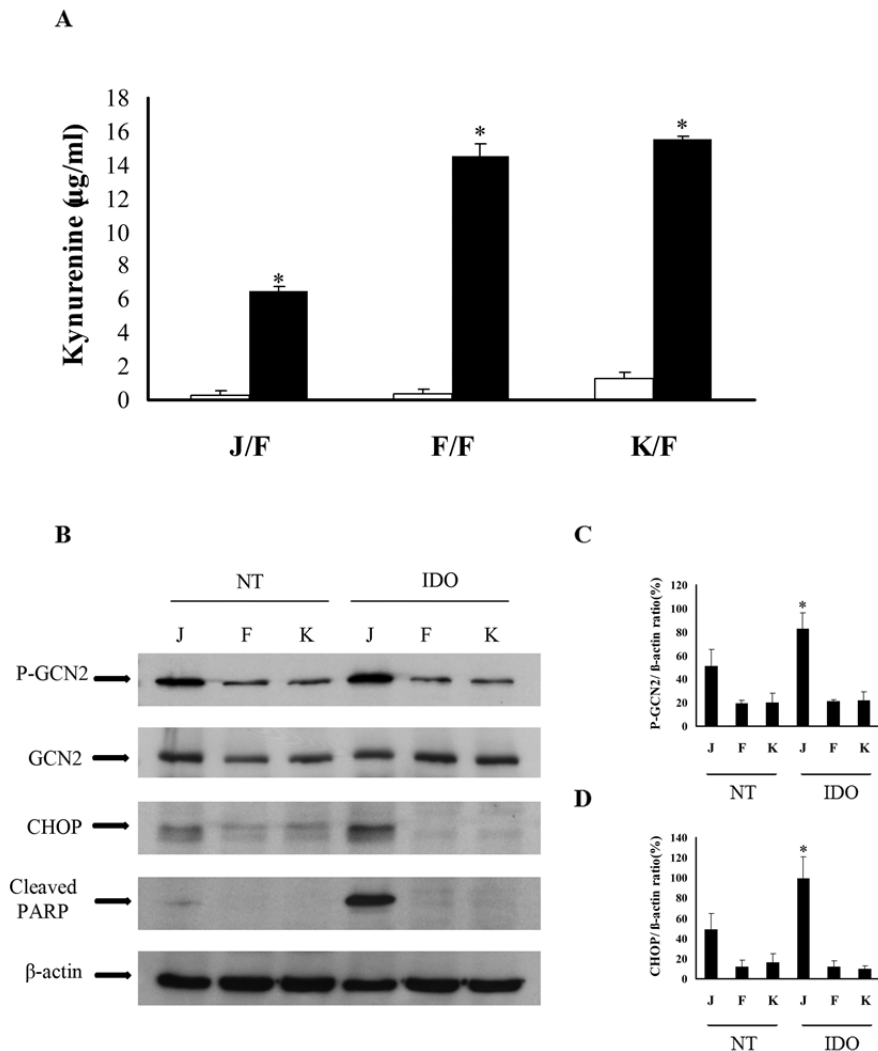 A
Kynurenine (µg/ml)
18
16
14
12
10
8
6
4
2
0
*
*
*
J/F F/F K/F
B
NT IDO
J F K J F K
P-GCN2
GCN2
CHOP
Cleaved
PARP
β-actin
C
P-GCN2/ ß-actin ratio(%)
120
100
80
60
40
20
0
*
J F K J F K
NT IDO
D
CHOP/ ß-actin ratio(%)
140
120
100
80
60
40
20
0
*
J F K J F K
NT IDO